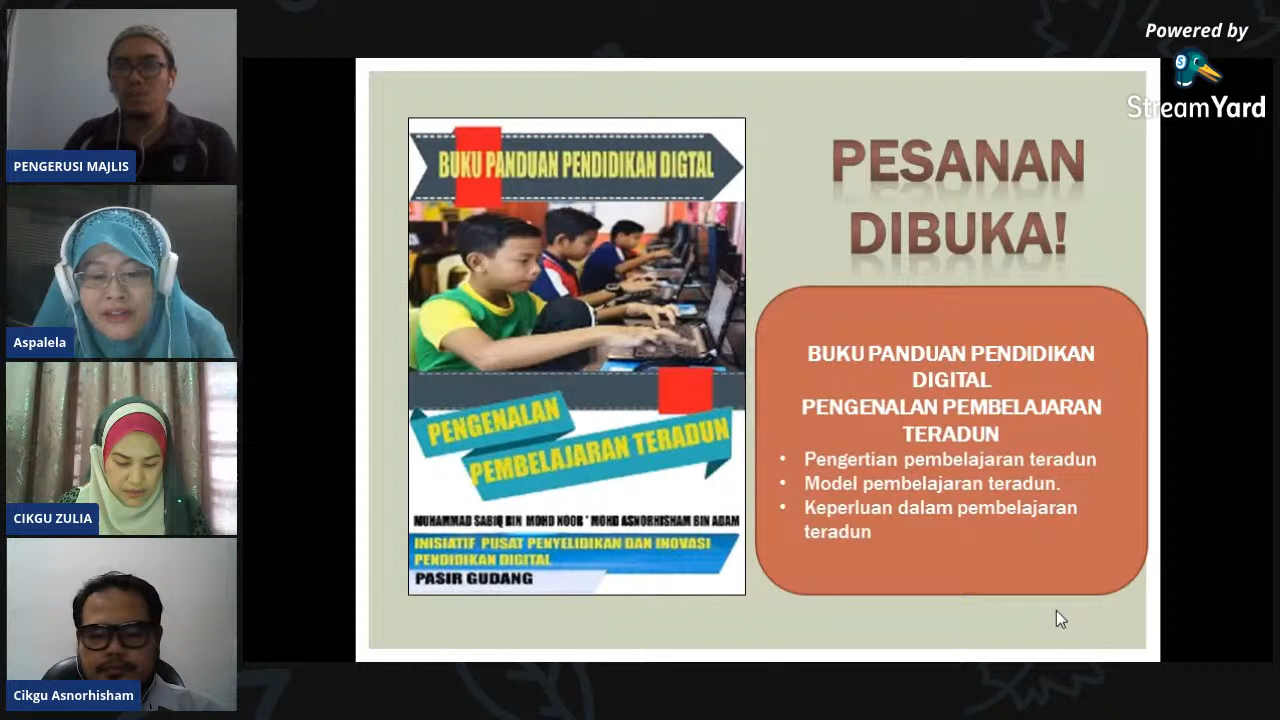 Powered by
StreamYard
PENGERUSI MAJLIS
Aspalela
CIKGU ZULIA
Cikgu Asnorhisham
BUKU PANDUAN PENDIDIKAN DIGTAL
PENGENALAN
PEMBELAJARAN TERADUN
MUHAMMAD SABIQ BIN MOHD NOOR * MOHD ASNORHISHAM BIN ADAM
INISIATIF PUSAT PENYELIDIKAN DAN INOVASI
PENDIDIKAN DIGITAL
PASIR GUDANG
PESANAN
DIBUKA!
BUKU PANDUAN PENDIDIKAN
DIGITAL
PENGENALAN PEMBELAJARAN
TERADUN
• Pengertian pembelajaran teradun
• Model pembelajaran teradun.
• Keperluan dalam pembelajaran
teradun